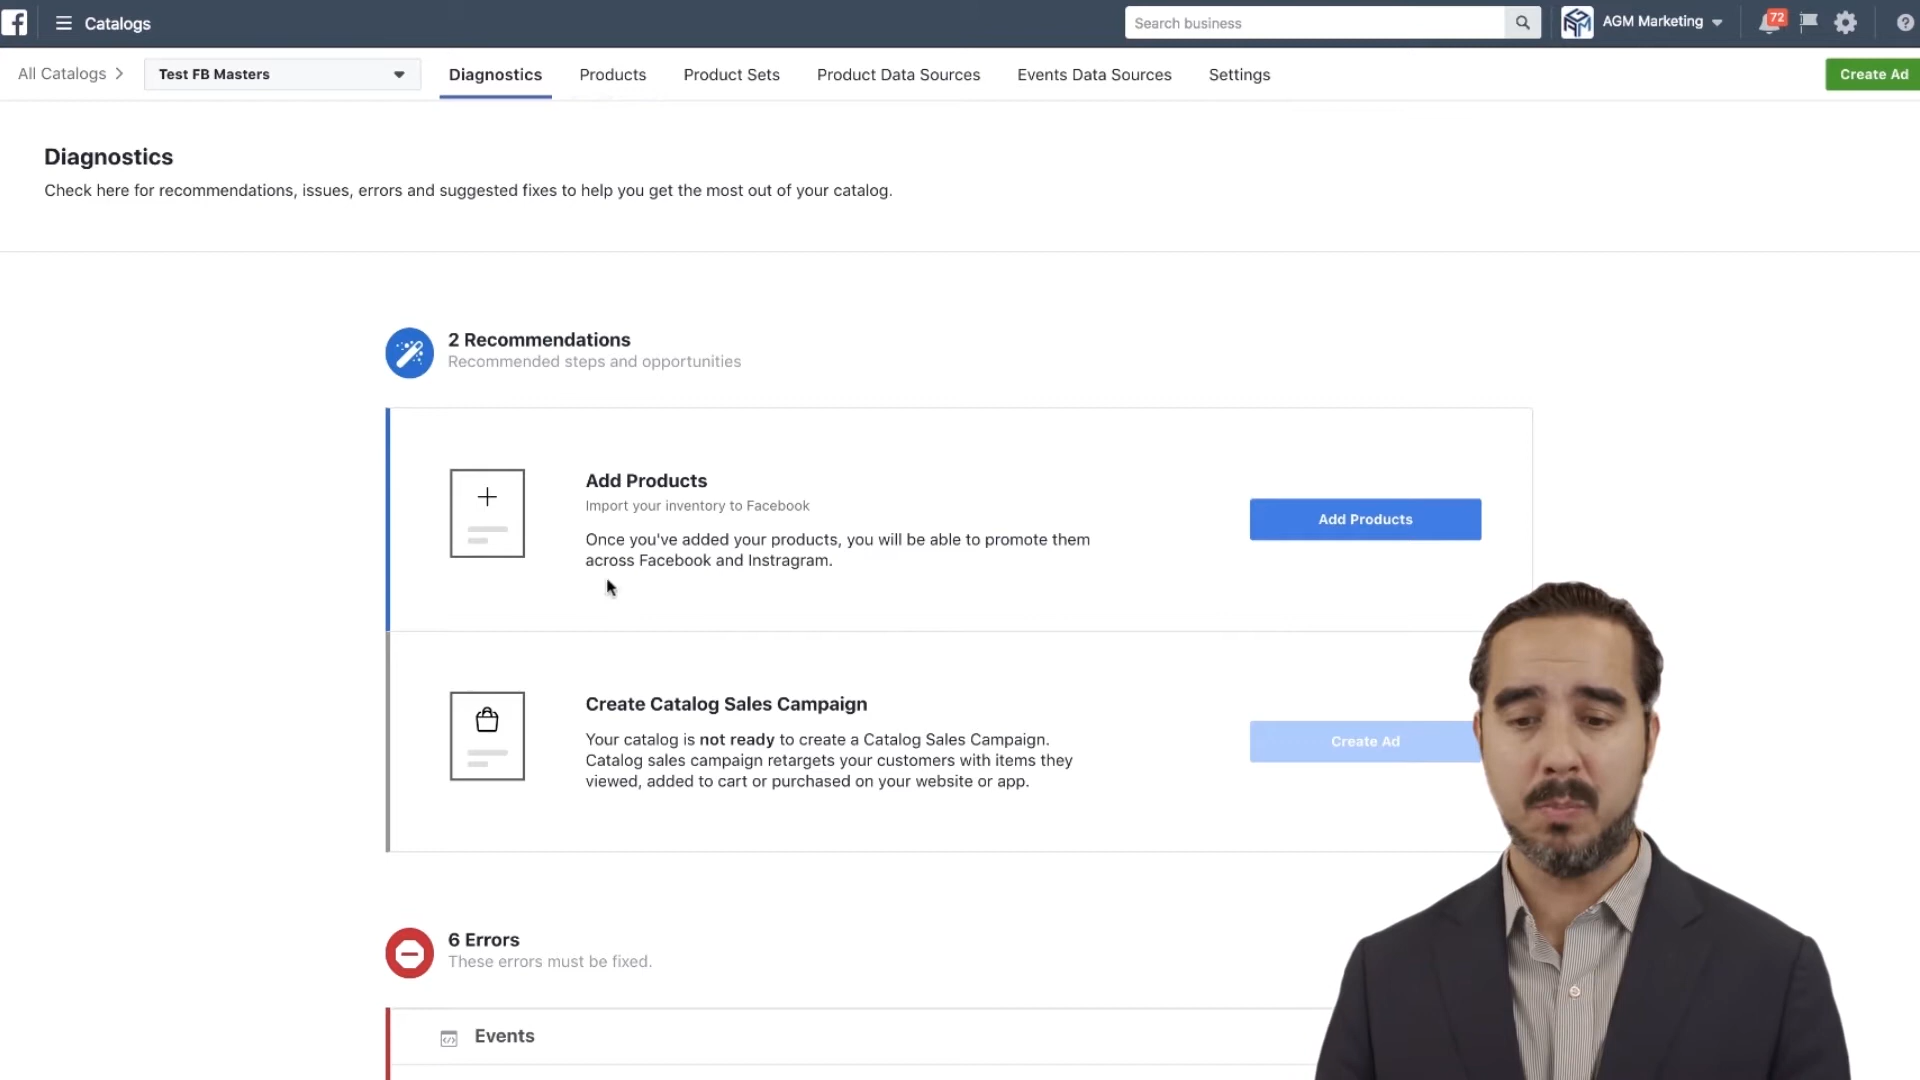 Catalogs
Search business
AGM Marketing
72
All Catalogs
Test FB Masters
Diagnostics
Products
Product Sets
Product Data Sources
Events Data Sources
Settings
Create Ad
Diagnostics
Check here for recommendations, issues, errors and suggested fixes to help you get the most out of your catalog.
2 Recommendations
Recommended steps and opportunities
Add Products
Import your inventory to Facebook
Once you've added your products, you will be able to promote them
across Facebook and Instragram.
Add Products
Create Catalog Sales Campaign
Your catalog is not ready to create a Catalog Sales Campaign.
Catalog sales campaign retargets your customers with items they
viewed, added to cart or purchased on your website or app.
Create Ad
6 Errors
These errors must be fixed.
Events